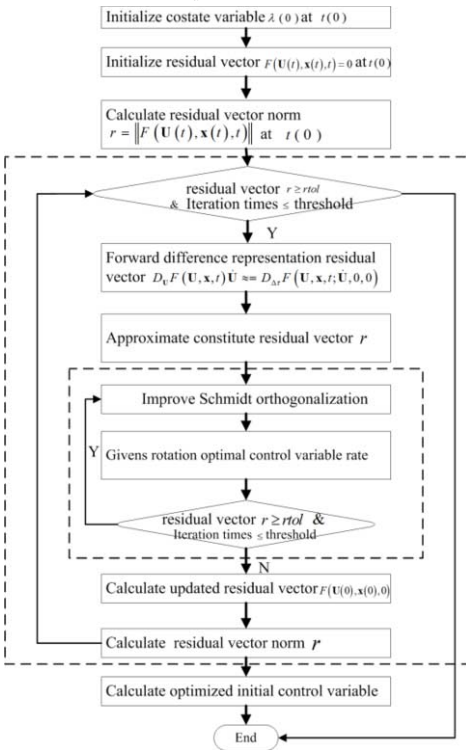 Initialize costate variable λ(0) at t(0)
Initialize residual vector F(U(t),x(t),t)=0 at t(0)
Calculate residual vector norm
r = ‖F(U(t),x(t),t)‖ at t(0)
residual vector r ≥ rtol
& Iteration times ≤ threshold
Y
Forward difference representation residual
vector D_U F(U,x,t)U̇ ≈≈ D_Δt F(U,x,t;U̇,0,0)
Approximate constitute residual vector r
Improve Schmidt orthogonalization
Y
Givens rotation optimal control variable rate
residual vector r ≥ rtol &
Iteration times ≤ threshold
N
Calculate updated residual vector F(U(0),x(0),0)
Calculate residual vector norm r
Calculate optimized initial control variable
End